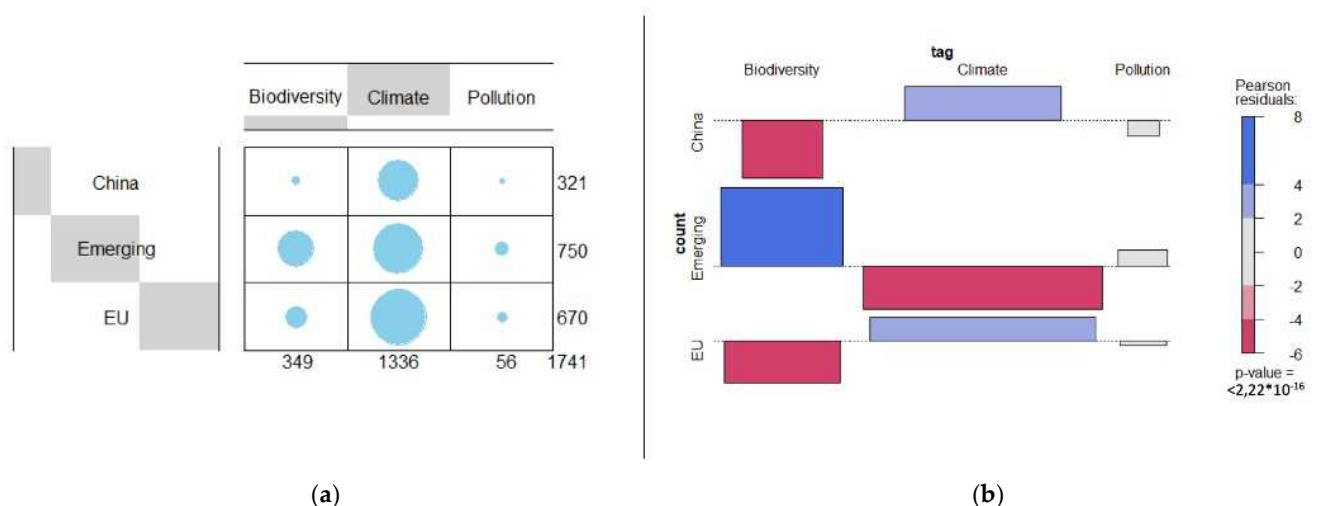 Biodiversity Climate Pollution
China 321
Emerging 750
EU 670
349 1336 56 1741
(a)
tag
Biodiversity Climate Pollution
count
China
Emerging
EU
Pearson
residuals:
8
4
2
0
-2
-4
-6
p-value =
<2,22*10⁻¹⁶
(b)